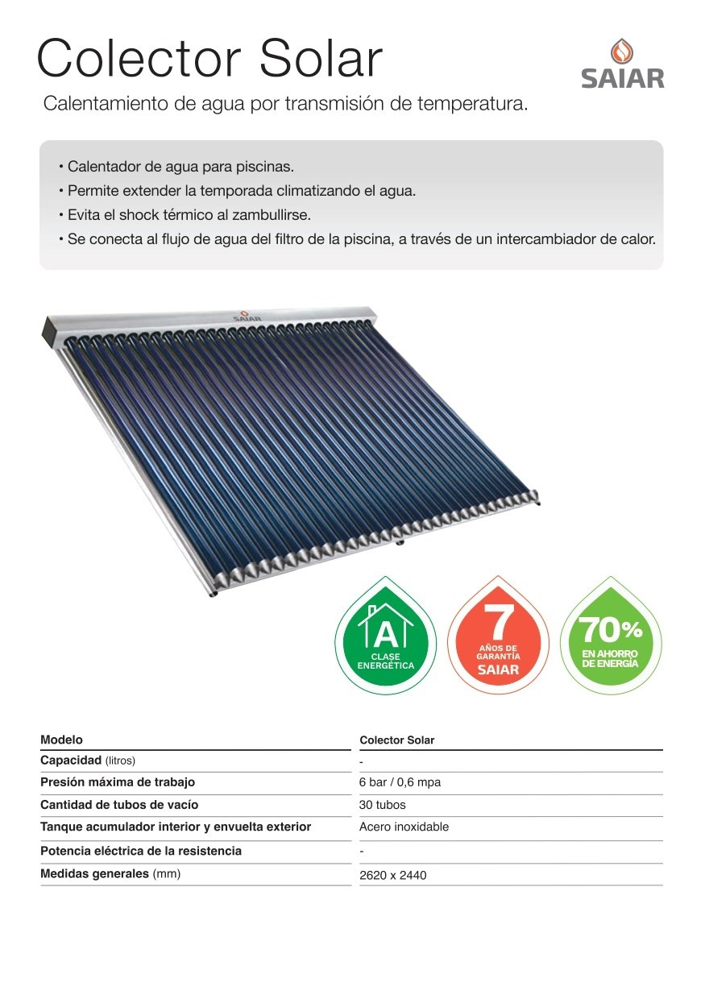 Colector Solar
SAIAR
Calentamiento de agua por transmisión de temperatura.
• Calentador de agua para piscinas.
• Permite extender la temporada climatizando el agua.
• Evita el shock térmico al zambullirse.
• Se conecta al flujo de agua del filtro de la piscina, a través de un intercambiador de calor.
SAIAR
A
CLASE
ENERGÉTICA
7
AÑOS DE
GARANTÍA
SAIAR
70%
EN AHORRO
DE ENERGÍA
Modelo Colector Solar
Capacidad (litros) -
Presión máxima de trabajo 6 bar / 0,6 mpa
Cantidad de tubos de vacío 30 tubos
Tanque acumulador interior y envuelta exterior Acero inoxidable
Potencia eléctrica de la resistencia -
Medidas generales (mm) 2620 x 2440